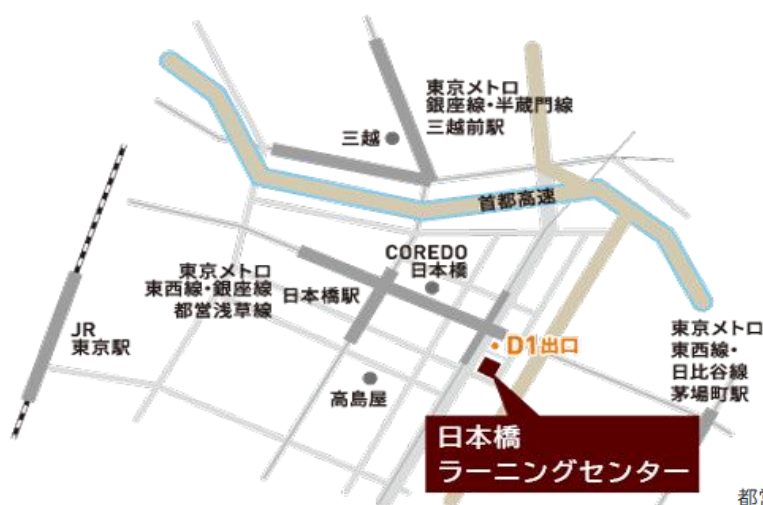 東京メトロ
銀座線・半蔵門線
三越前駅
三越
首都高速
COREDO
日本橋
東京メトロ
東西線・銀座線
都営浅草線
日本橋駅
JR
東京駅
D1出口
高島屋
東京メトロ
東西線・
日比谷線
茅場町駅
日本橋
ラーニングセンター
都営